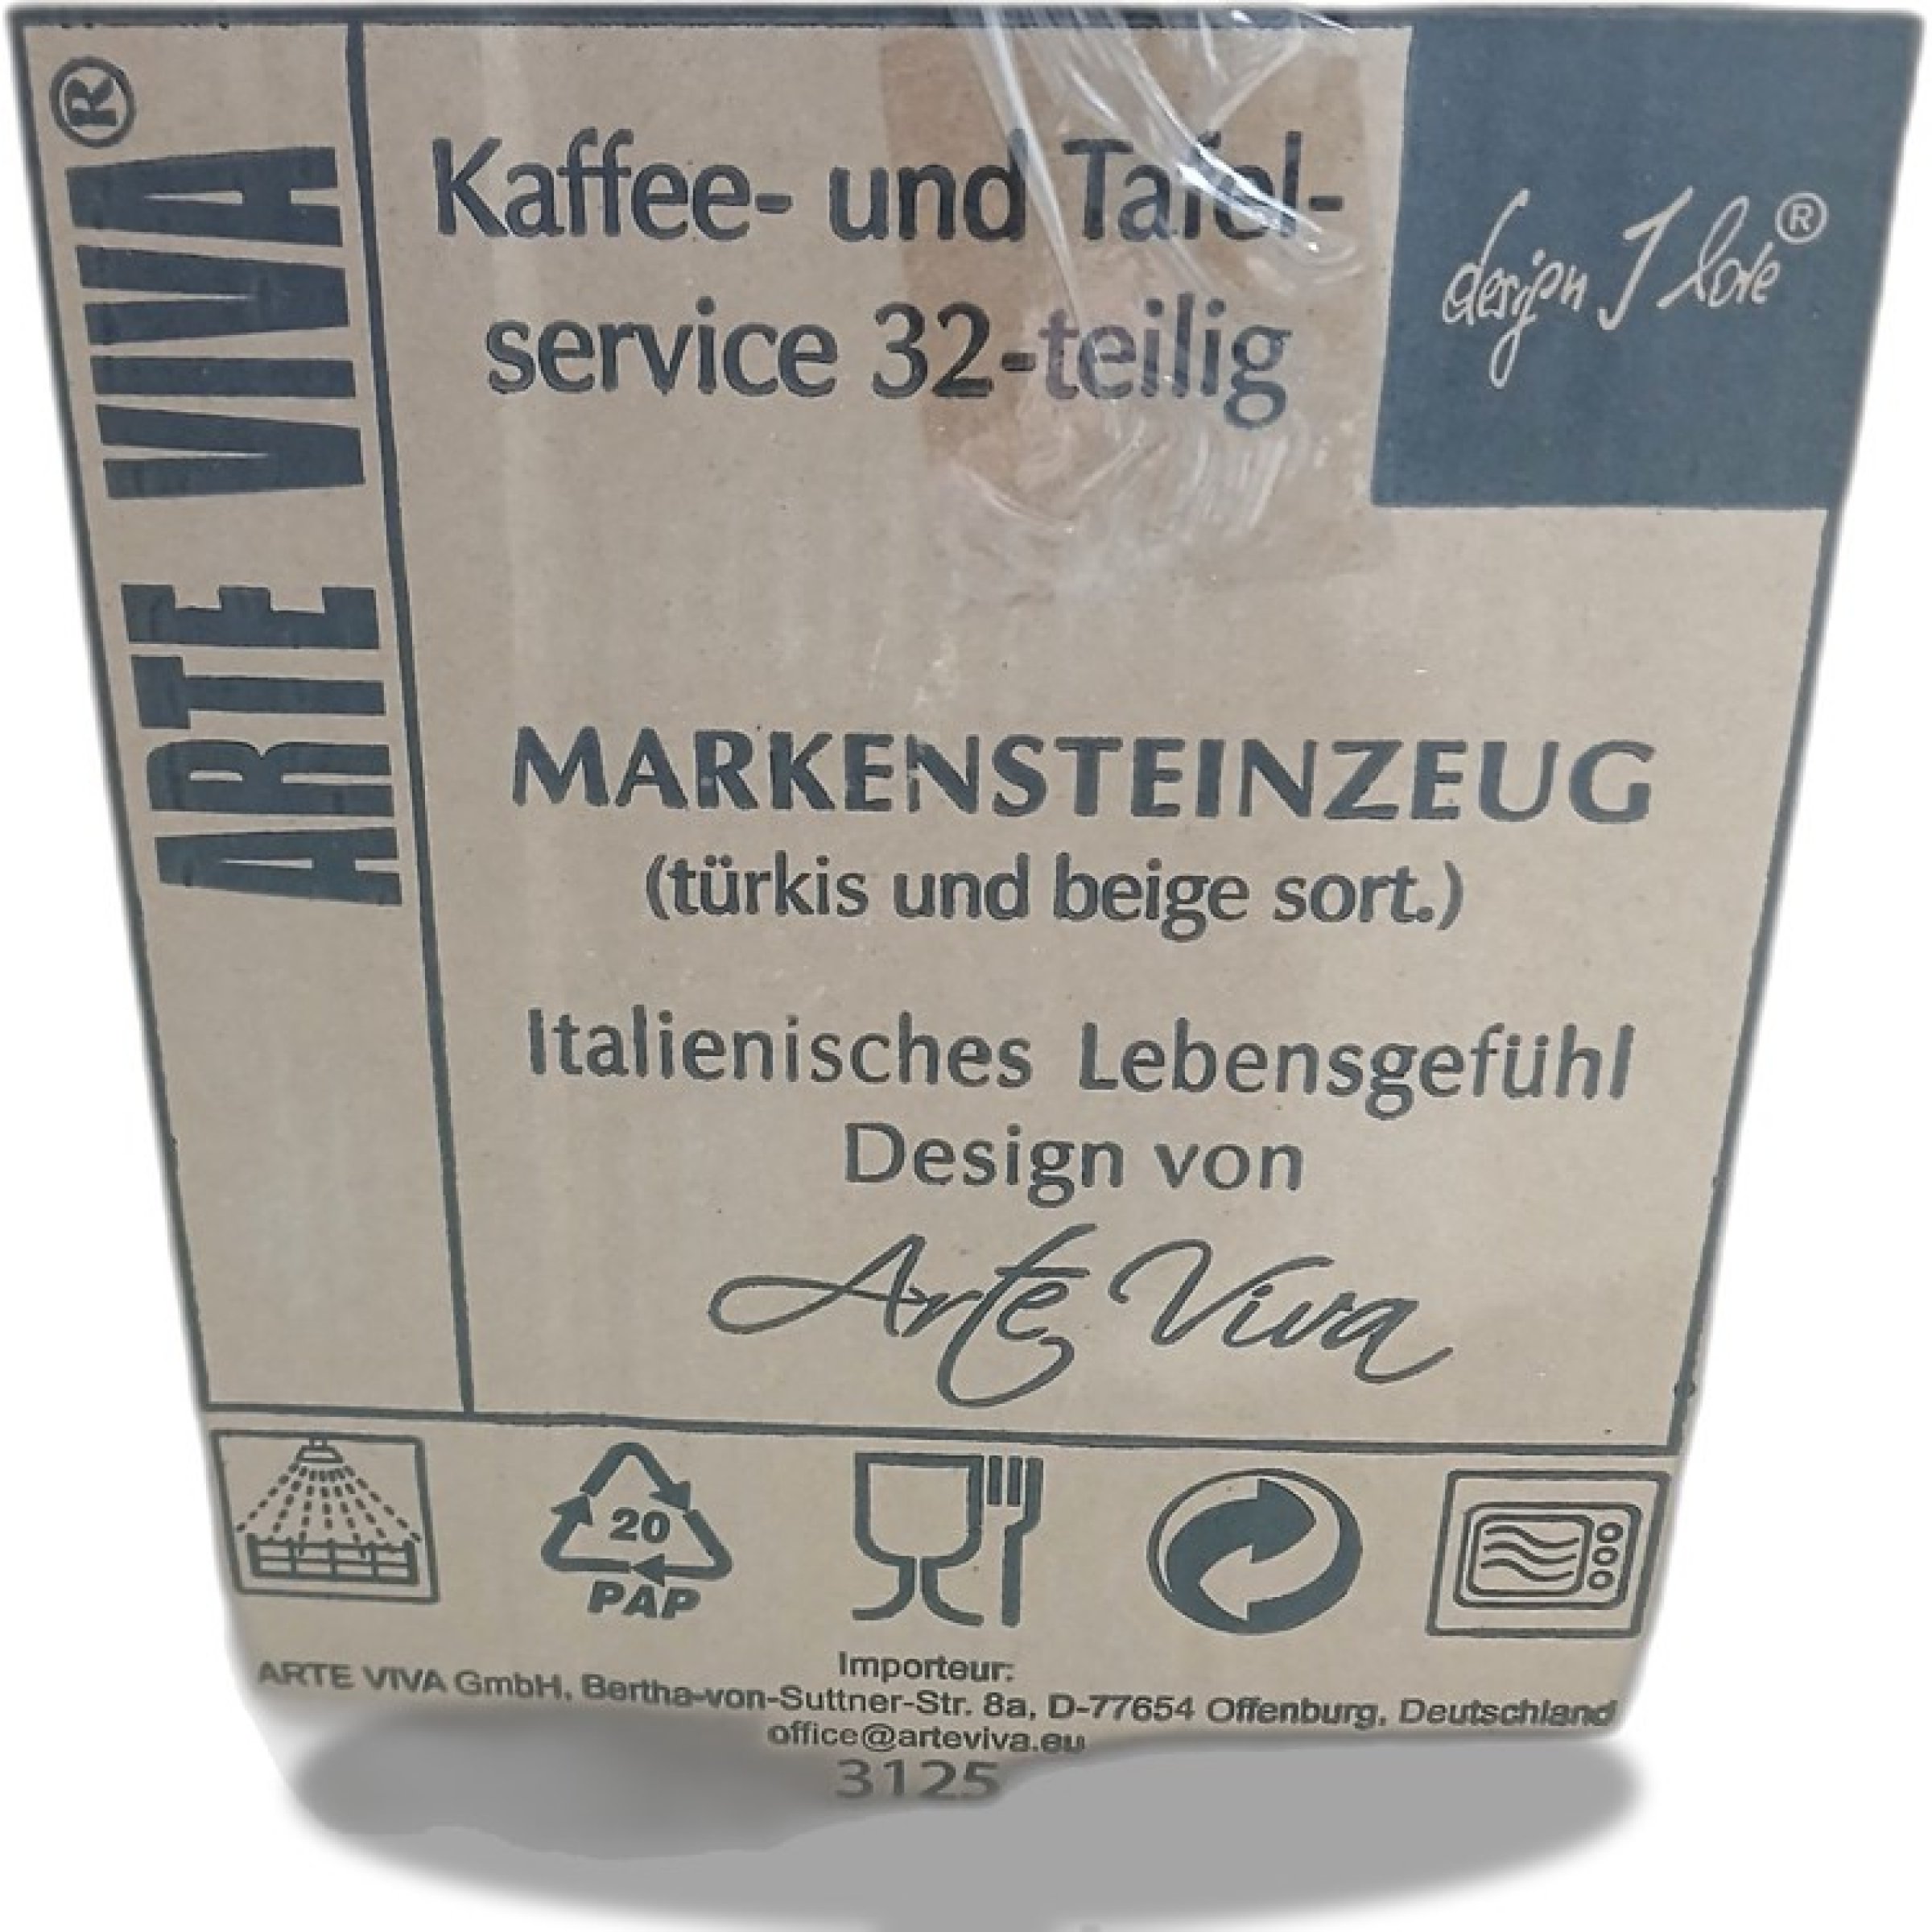 ARTE VIVA®
Kaffee- und Tafel-
service 32-teilig
design I love®
MARKENSTEINZEUG
(türkis und beige sort.)
Italienisches Lebensgefühl
Design von
Arte Viva
20
PAP
Importeur:
ARTE VIVA GmbH, Bertha-von-Suttner-Str. 8a, D-77654 Offenburg, Deutschland
office@arteviva.eu
3125